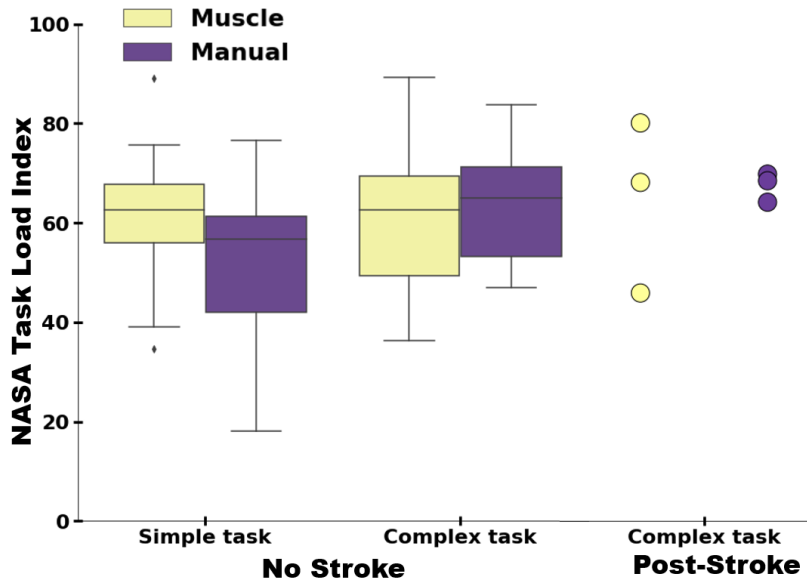 Muscle
Manual
NASA Task Load Index
100
80
60
40
20
0
Simple task
Complex task
Complex task
No Stroke
Post-Stroke